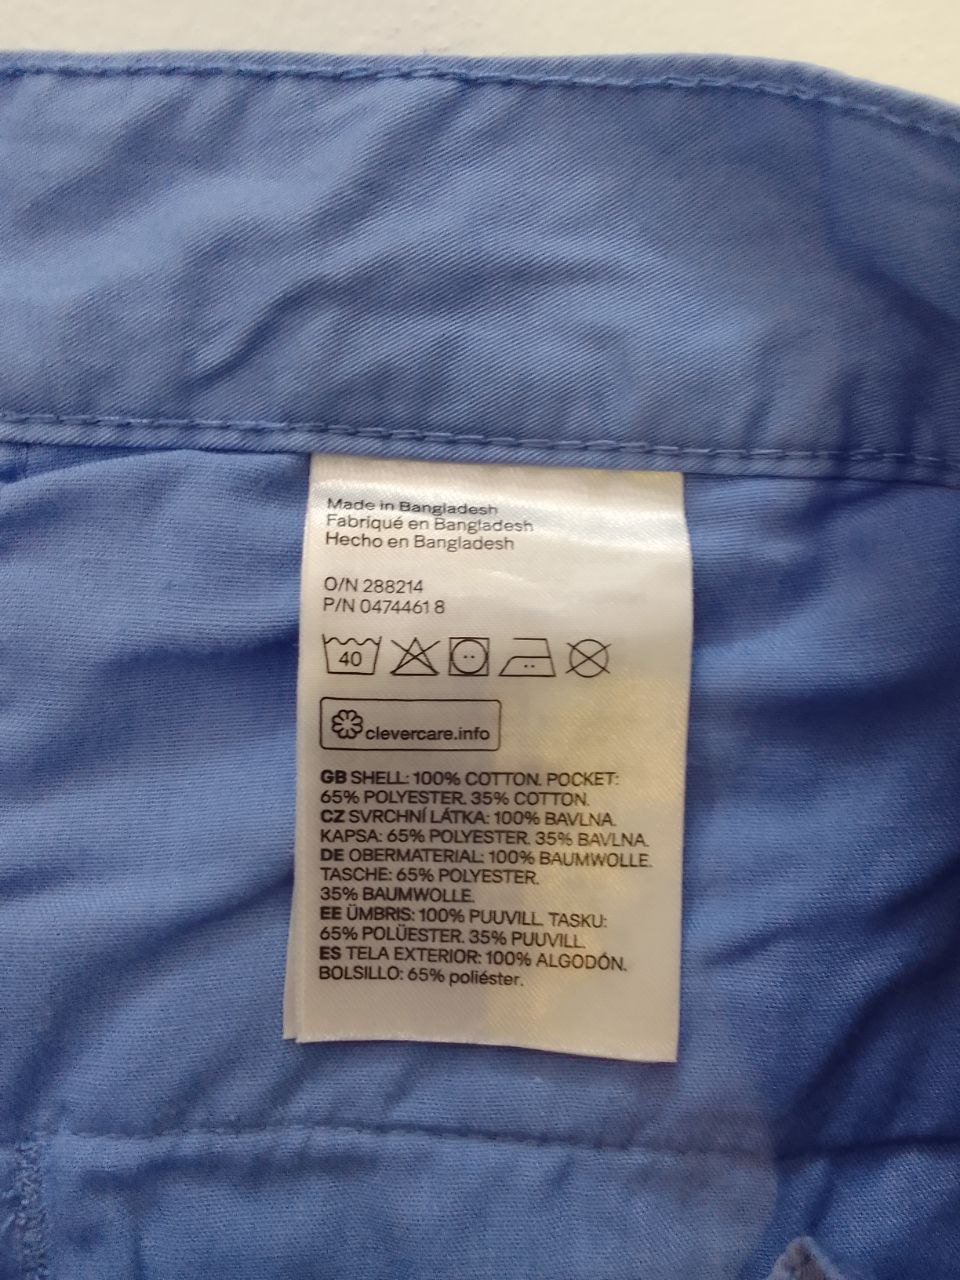 Made in Bangladesh
Fabriqué en Bangladesh
Hecho en Bangladesh
O/N 288214
P/N 0474461 8
40
clevercare.info
GB SHELL: 100% COTTON. POCKET:
65% POLYESTER. 35% COTTON.
CZ SVRCHNÍ LÁTKA: 100% BAVLNA.
KAPSA: 65% POLYESTER. 35% BAVLNA.
DE OBERMATERIAL: 100% BAUMWOLLE.
TASCHE: 65% POLYESTER.
35% BAUMWOLLE.
EE ÜMBRIS: 100% PUUVILL. TASKU:
65% POLÜESTER. 35% PUUVILL.
ES TELA EXTERIOR: 100% ALGODÓN.
BOLSILLO: 65% poliéster.